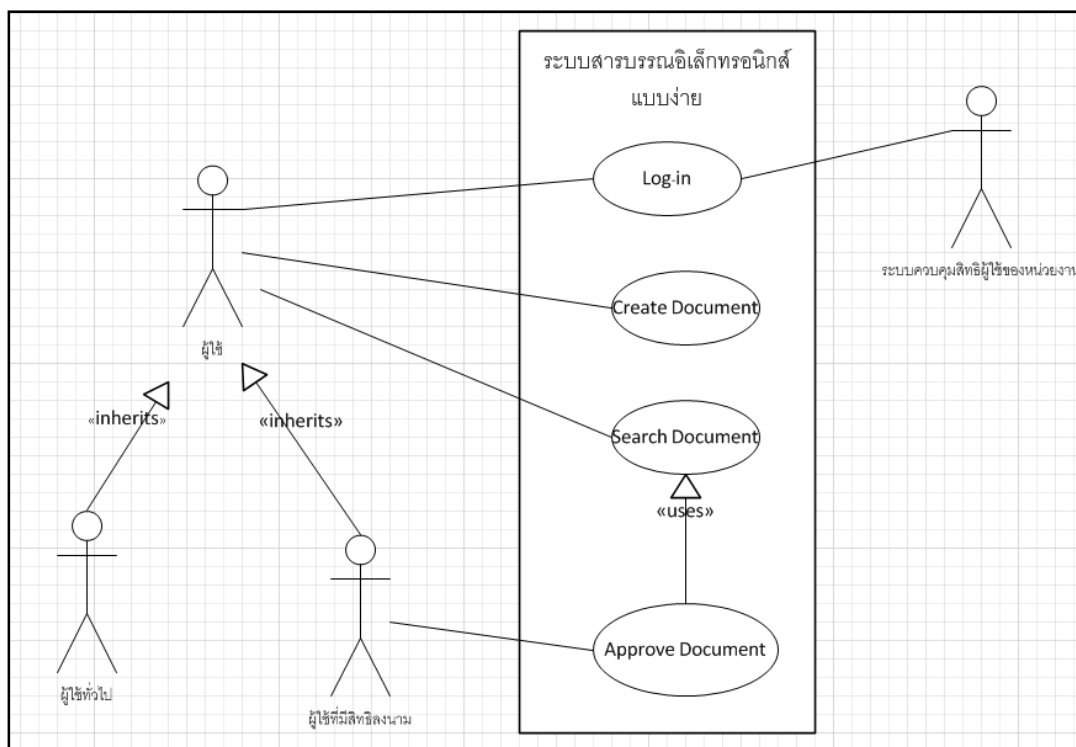 ระบบสารบรรณอิเล็กทรอนิกส์
แบบง่าย
Log-in
ระบบควบคุมสิทธิผู้ใช้ของหน่วยงาน
Create Document
ผู้ใช้
«inherits»
«inherits»
Search Document
«uses»
Approve Document
ผู้ใช้ทั่วไป
ผู้ใช้ที่มีสิทธิลงนาม